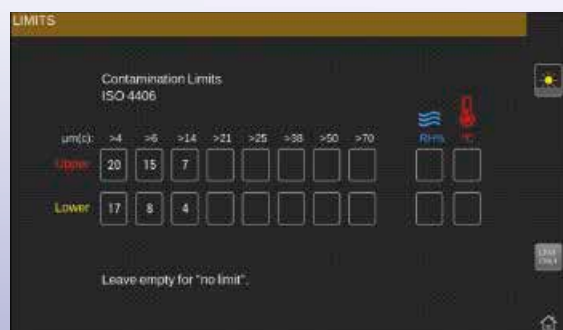 LIMITS
Contamination Limits
ISO 4406
µm(c): >4 >6 >14 >21 >25 >38 >50 >70 RH% °C
Upper 20 15 7
Lower 17 8 4
Leave empty for "no limit".